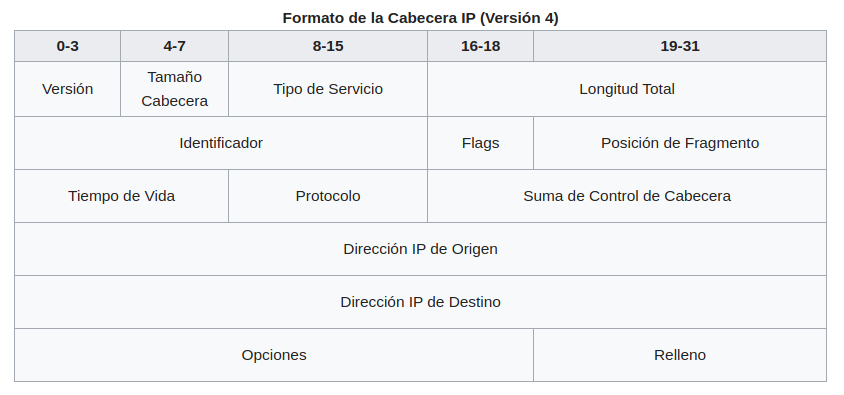 Formato de la Cabecera IP (Versión 4)
0-3 4-7 8-15 16-18 19-31
Versión Tamaño Cabecera Tipo de Servicio Longitud Total
Identificador Flags Posición de Fragmento
Tiempo de Vida Protocolo Suma de Control de Cabecera
Dirección IP de Origen
Dirección IP de Destino
Opciones Relleno